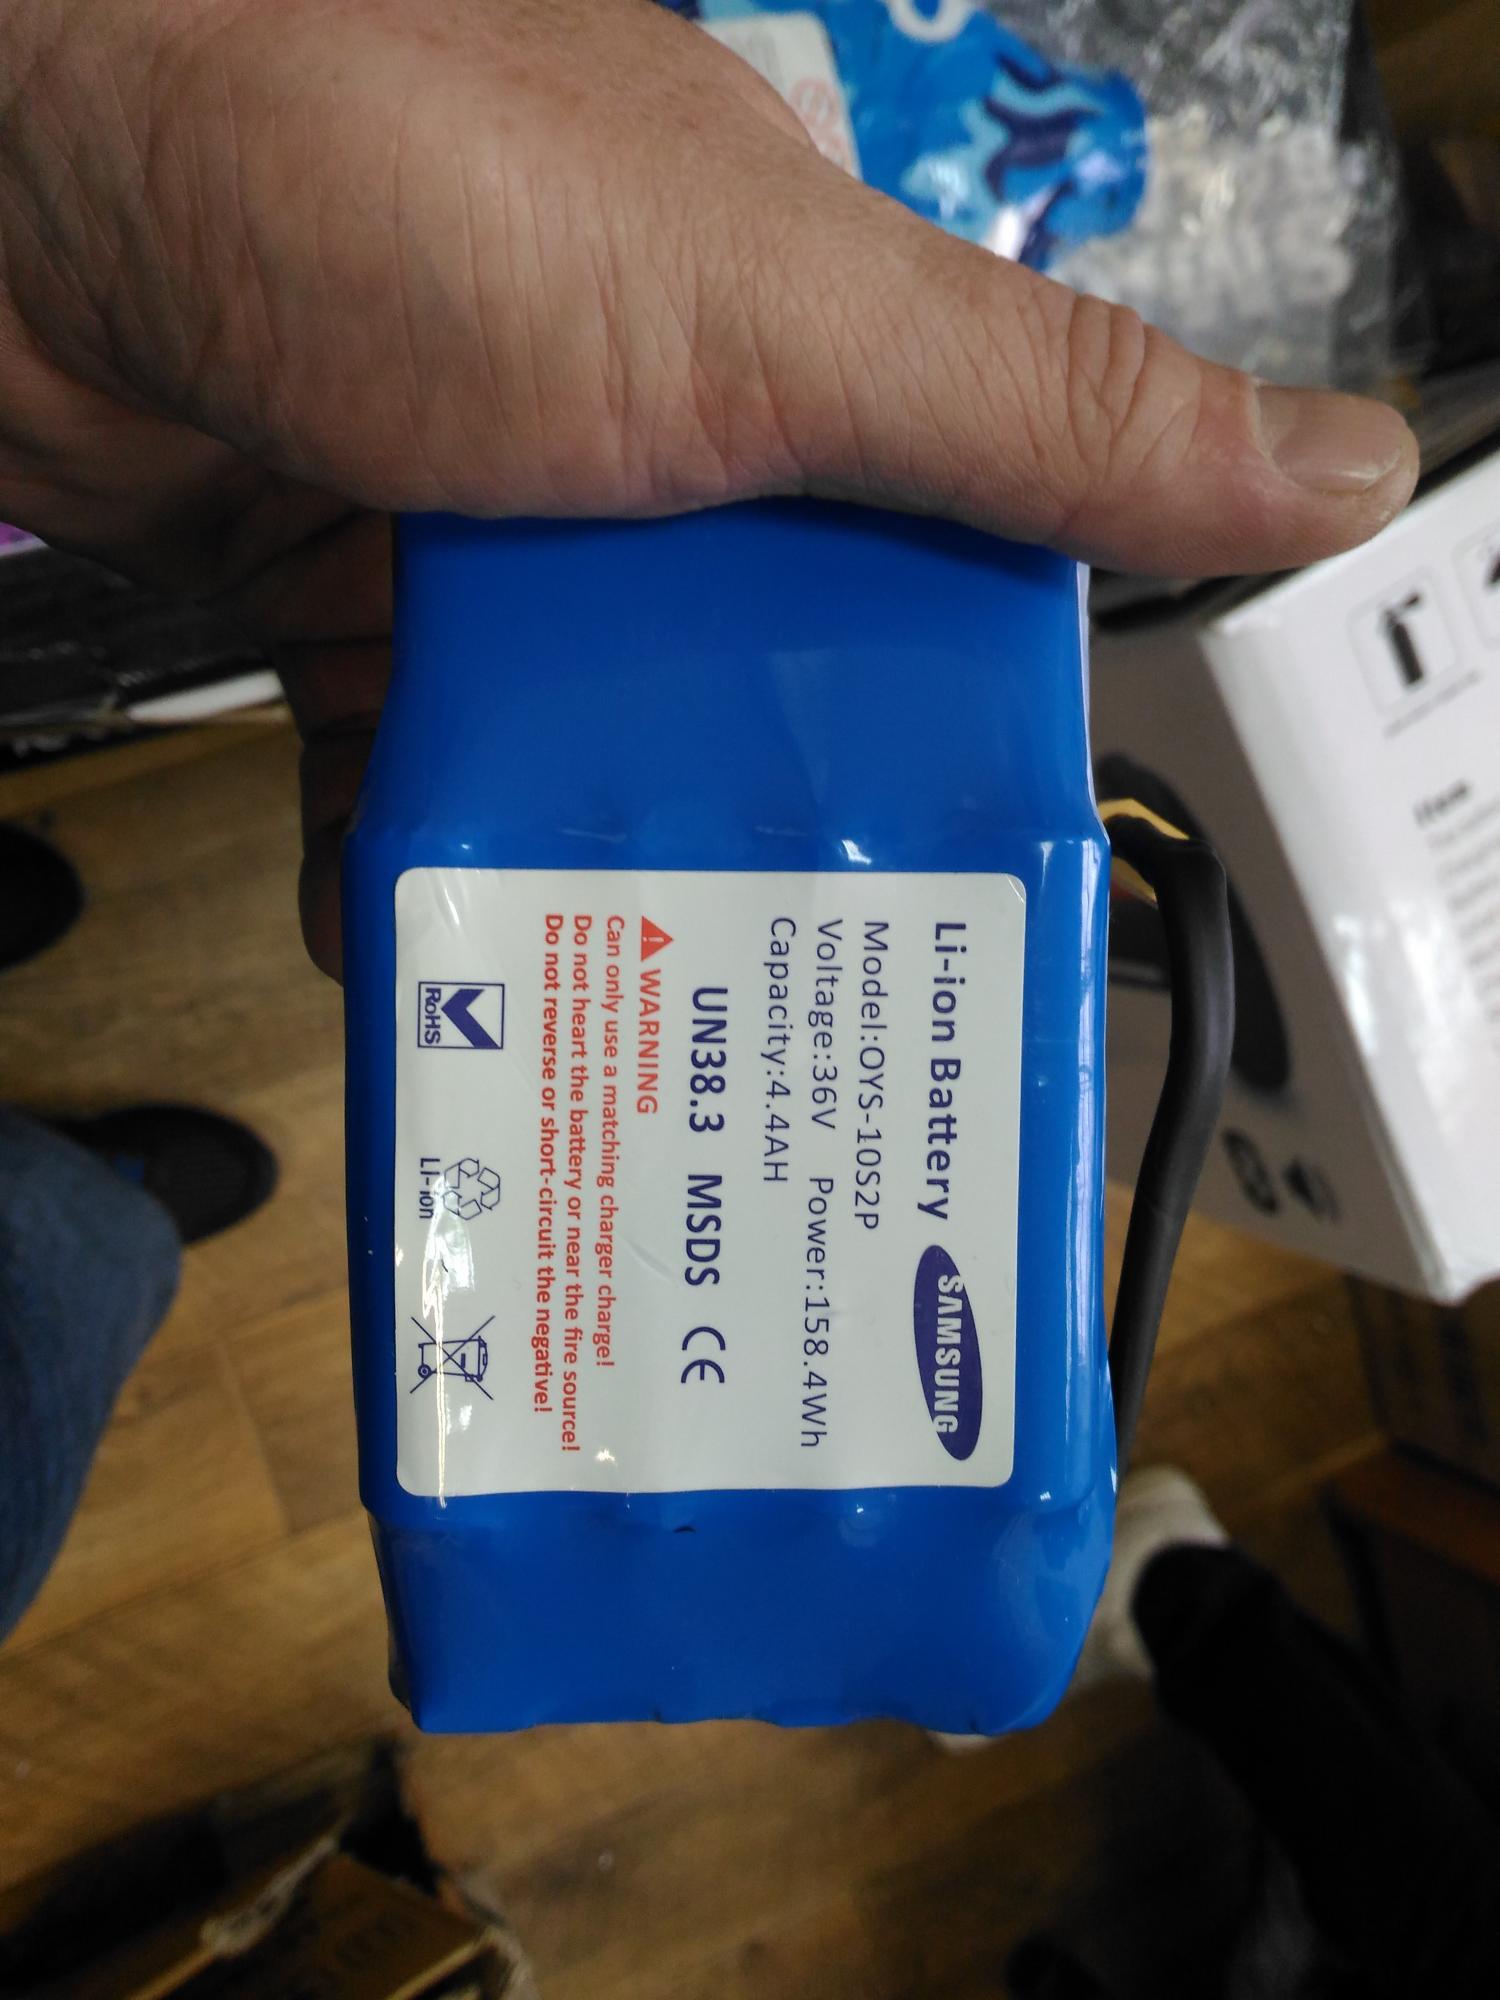 Li-ion Battery SAMSUNG
Model:OYS-10S2P
Voltage:36V Power:158.4Wh
Capacity:4.4AH
UN38.3 MSDS CE
WARNING
Can only use a matching charger charge!
Do not heart the battery or near the fire source!
Do not reverse or short-circuit the negative!
RoHS
Li-ion